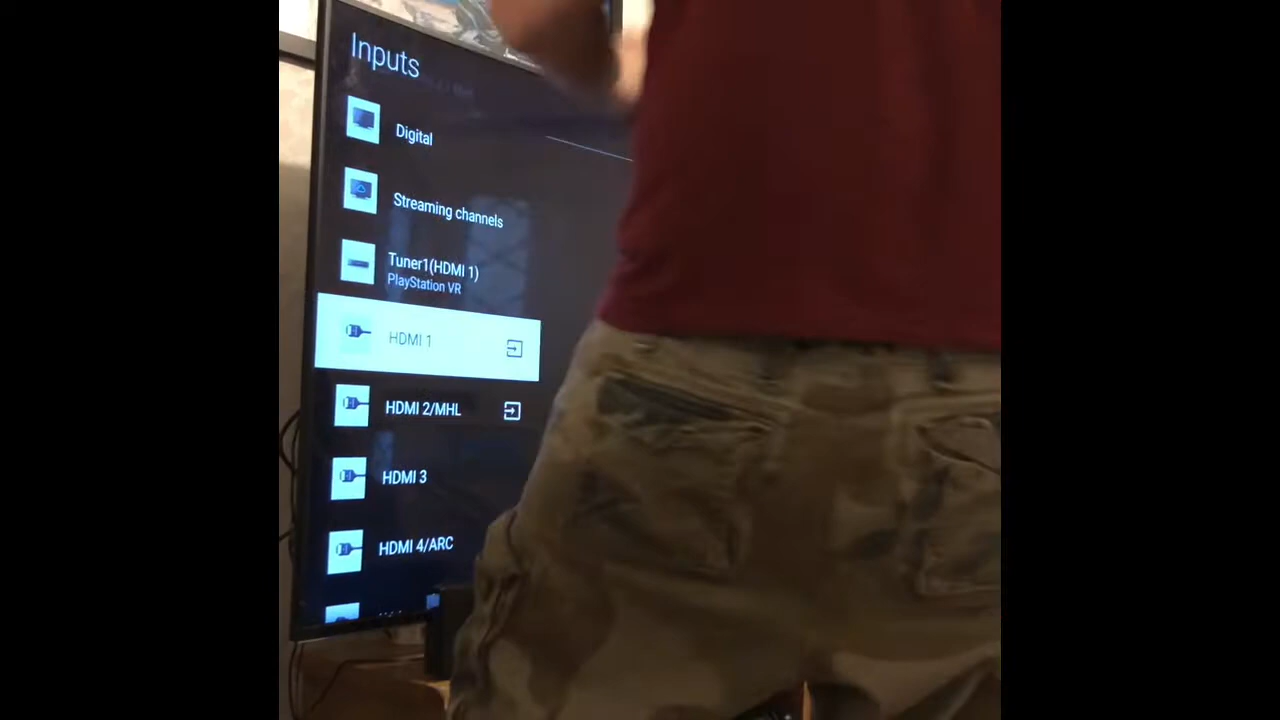 Inputs
Digital
Streaming channels
Tuner1(HDMI 1)
PlayStation VR
HDMI 1
HDMI 2/MHL
HDMI 3
HDMI 4/ARC